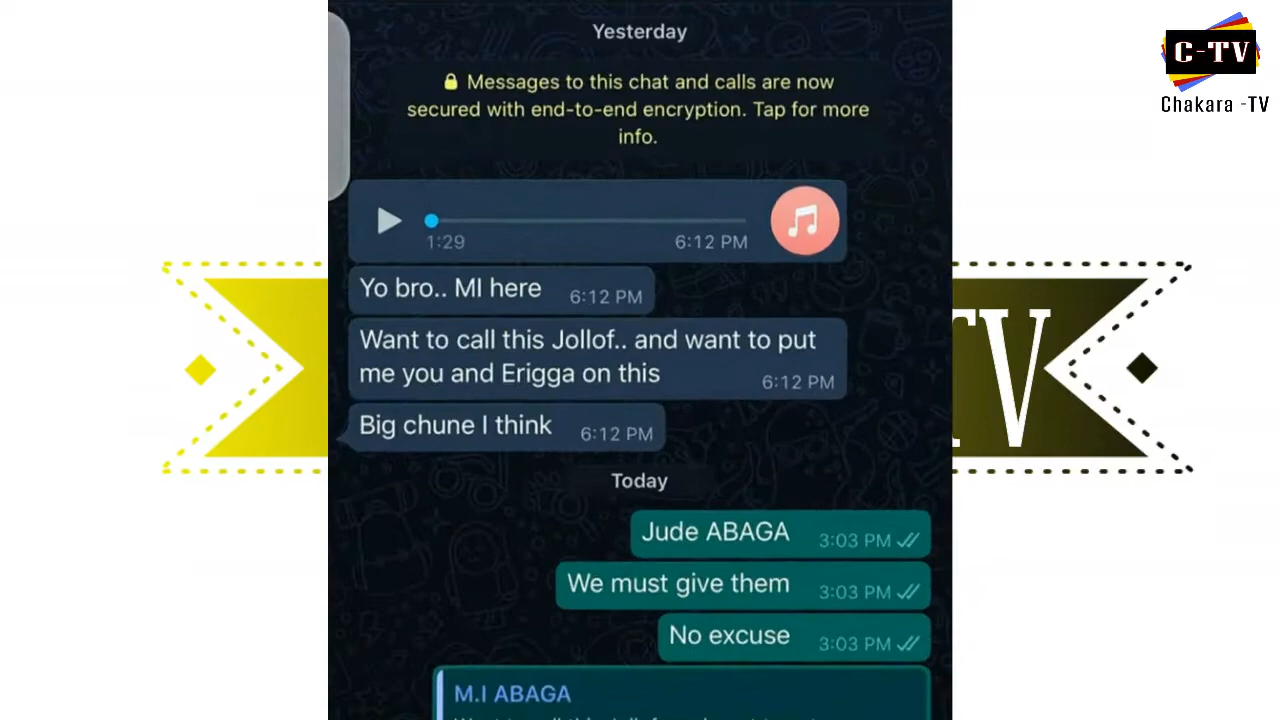 Yesterday
🔒 Messages to this chat and calls are now
secured with end-to-end encryption. Tap for more
info.
1:29 6:12 PM
Yo bro.. MI here 6:12 PM
Want to call this Jollof.. and want to put
me you and Erigga on this 6:12 PM
Big chune I think 6:12 PM
Today
Jude ABAGA 3:03 PM
We must give them 3:03 PM
No excuse 3:03 PM
M.I ABAGA
C-TV
Chakara -TV
TV